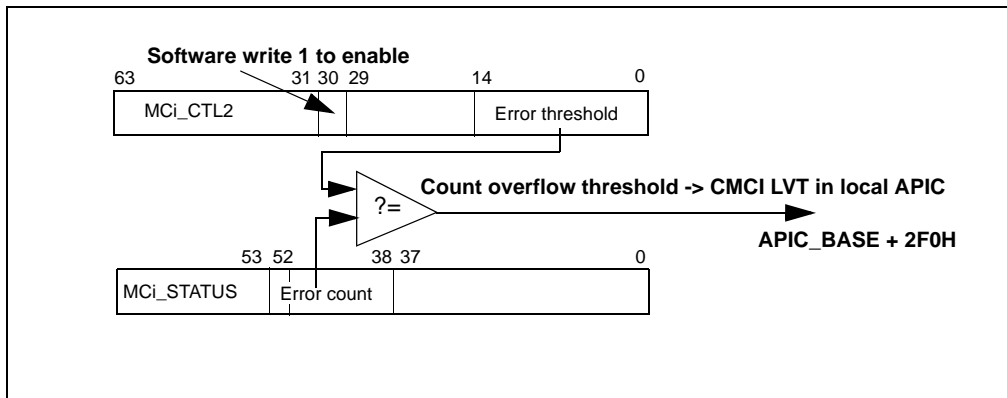 Software write 1 to enable
63 31 30 29 14 0
MCi_CTL2 Error threshold
?=
Count overflow threshold -> CMCI LVT in local APIC
APIC_BASE + 2F0H
53 52 38 37 0
MCi_STATUS Error count